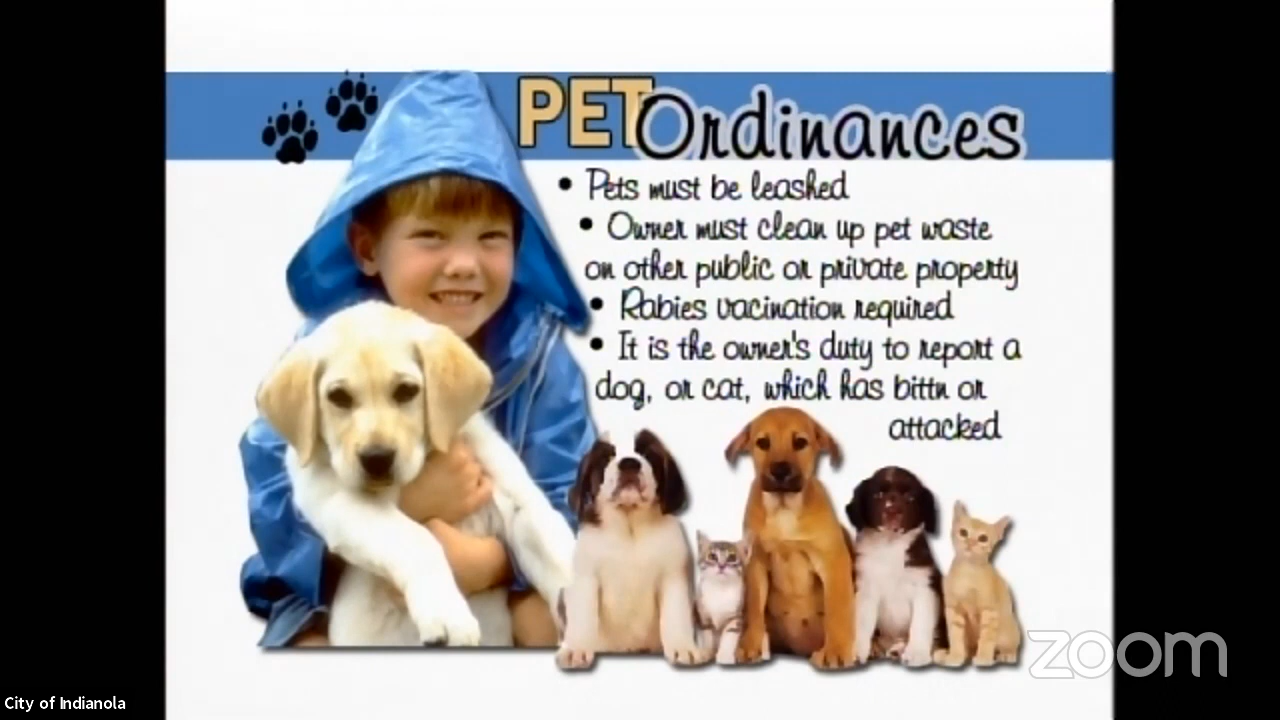 PET Ordinances
• Pets must be leashed
• Owner must clean up pet waste
on other public or private property
• Rabies vacination required
• It is the owner's duty to report a
dog, or cat, which has bittn or
attacked
zoom
City of Indianola